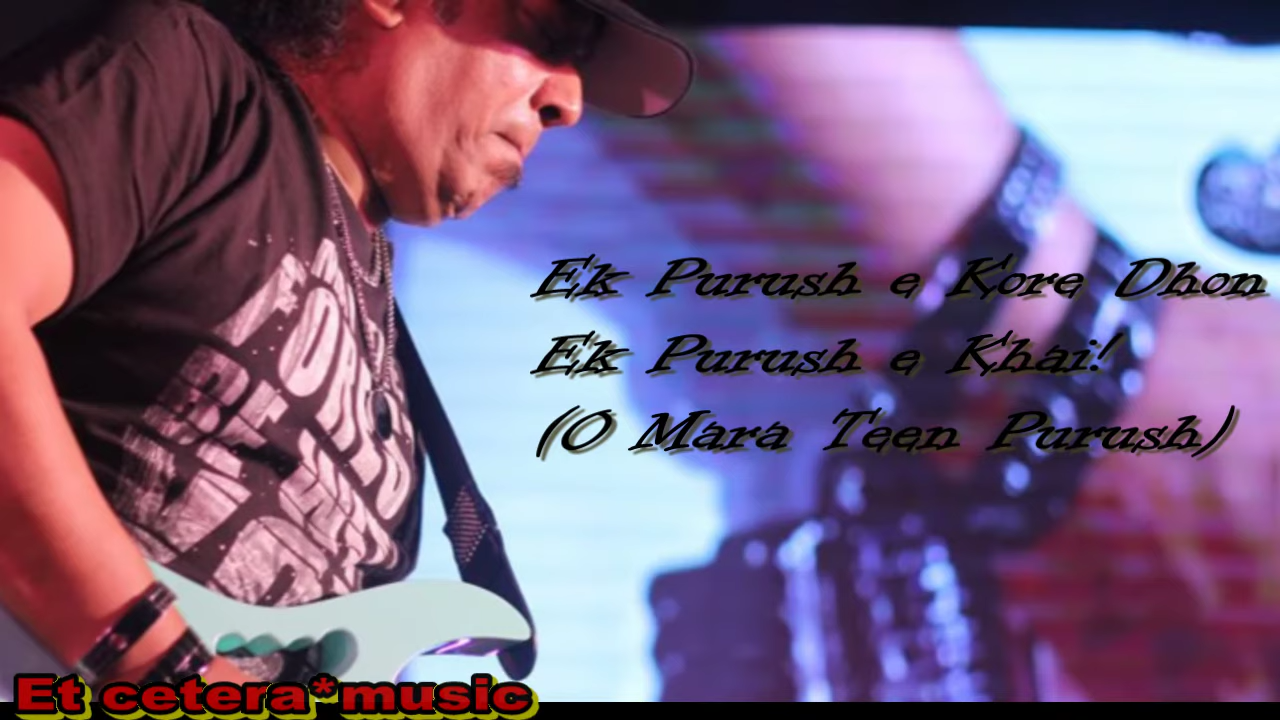 Ek Purush e Kore Dhon
Ek Purush e Khai!
(O Mara Teen Purush)
Et cetera*music